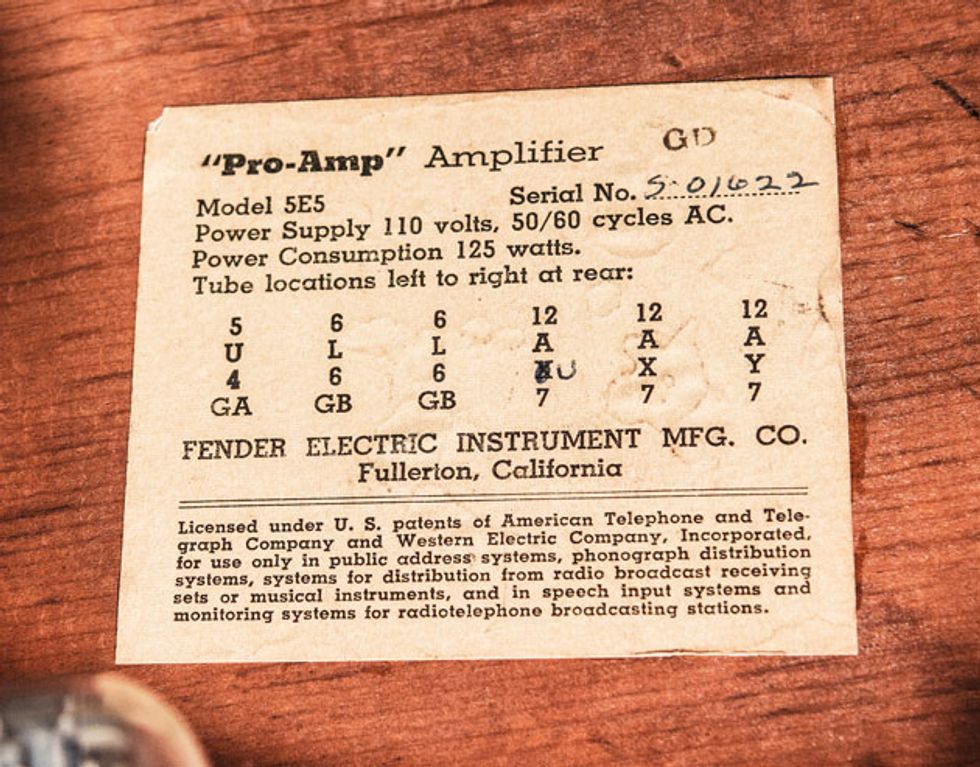 "Pro-Amp" Amplifier GD
Model 5E5 Serial No. S-01622
Power Supply 110 volts, 50/60 cycles AC.
Power Consumption 125 watts.
Tube locations left to right at rear:
5 6 6 12 12 12
U L L A A A
4 6 6 U X Y
GA GB GB 7 7 7
FENDER ELECTRIC INSTRUMENT MFG. CO.
Fullerton, California
Licensed under U. S. patents of American Telephone and Tele-
graph Company and Western Electric Company, Incorporated,
for use only in public address systems, phonograph distribution
systems, systems for distribution from radio broadcast receiving
sets or musical instruments, and in speech input systems and
monitoring systems for radiotelephone broadcasting stations.